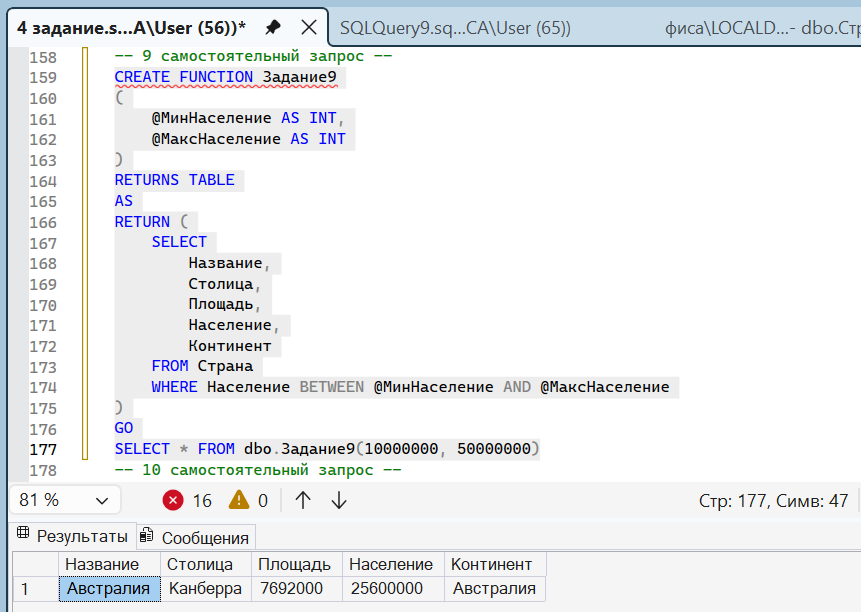 4 задание.s...A\User (56))*
SQLQuery9.sq...CA\User (65))
фиса\LOCALD...- dbo.Стр
158 -- 9 самостоятельный запрос --
159 CREATE FUNCTION Задание9
160 (
161 @МинНаселение AS INT,
162 @МаксНаселение AS INT
163 )
164 RETURNS TABLE
165 AS
166 RETURN (
167 SELECT
168 Название,
169 Столица,
170 Площадь,
171 Население,
172 Континент
173 FROM Страна
174 WHERE Население BETWEEN @МинНаселение AND @МаксНаселение
175 )
176 GO
177 SELECT * FROM dbo.Задание9(10000000, 50000000)
178 -- 10 самостоятельный запрос --
81 % 16 0 Стр: 177, Симв: 47
Результаты Сообщения
Название Столица Площадь Население Континент
1 Австралия Канберра 7692000 25600000 Австралия